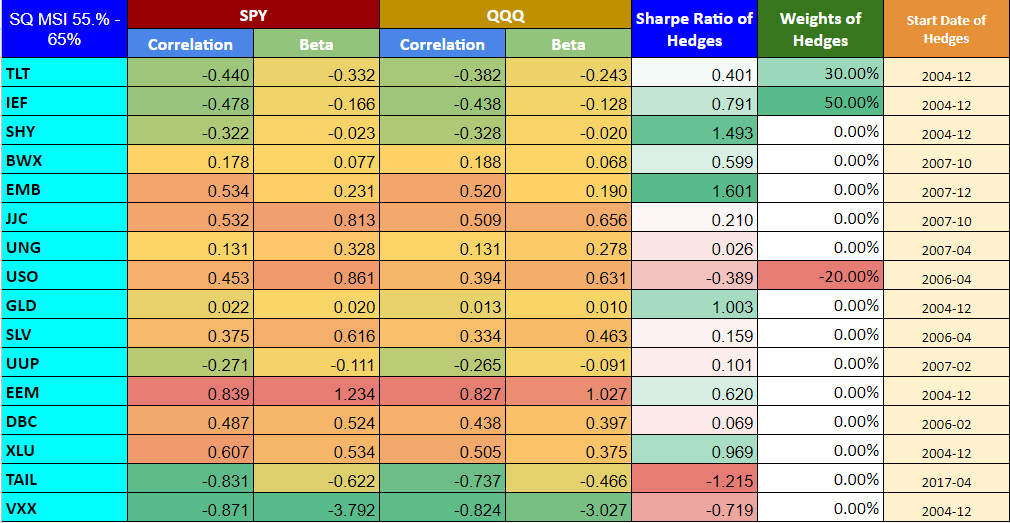 SQ MSI 55.% - 65% SPY QQQ Sharpe Ratio of Hedges Weights of Hedges Start Date of Hedges
Correlation Beta Correlation Beta
TLT -0.440 -0.332 -0.382 -0.243 0.401 30.00% 2004-12
IEF -0.478 -0.166 -0.438 -0.128 0.791 50.00% 2004-12
SHY -0.322 -0.023 -0.328 -0.020 1.493 0.00% 2004-12
BWX 0.178 0.077 0.188 0.068 0.599 0.00% 2007-10
EMB 0.534 0.231 0.520 0.190 1.601 0.00% 2007-12
JJC 0.532 0.813 0.509 0.656 0.210 0.00% 2007-10
UNG 0.131 0.328 0.131 0.278 0.026 0.00% 2007-04
USO 0.453 0.861 0.394 0.631 -0.389 -20.00% 2006-04
GLD 0.022 0.020 0.013 0.010 1.003 0.00% 2004-12
SLV 0.375 0.616 0.334 0.463 0.159 0.00% 2006-04
UUP -0.271 -0.111 -0.265 -0.091 0.101 0.00% 2007-02
EEM 0.839 1.234 0.827 1.027 0.620 0.00% 2004-12
DBC 0.487 0.524 0.438 0.397 0.069 0.00% 2006-02
XLU 0.607 0.534 0.505 0.375 0.969 0.00% 2004-12
TAIL -0.831 -0.622 -0.737 -0.466 -1.215 0.00% 2017-04
VXX -0.871 -3.792 -0.824 -3.027 -0.719 0.00% 2004-12